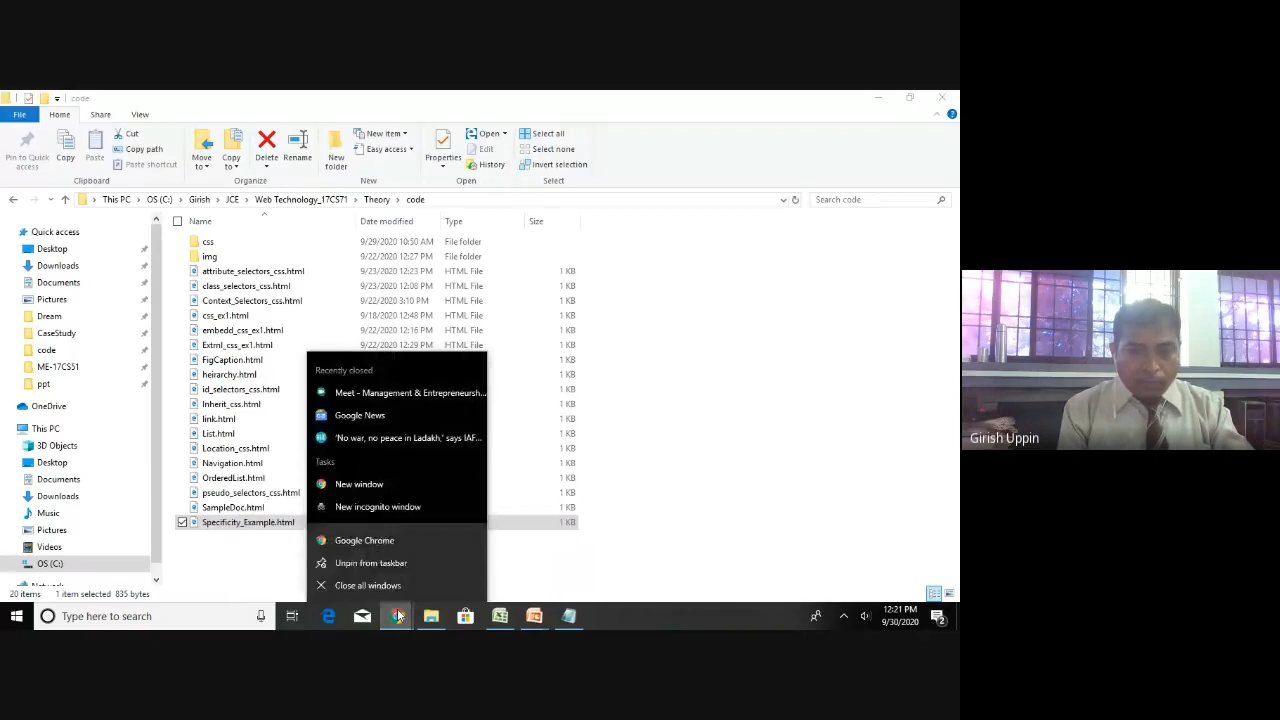 code
File Home Share View
Pin to Quick access
Copy
Paste
Cut
Copy path
Paste shortcut
Clipboard
Move to
Copy to
Delete
Rename
Organize
New folder
New item
Easy access
New
Properties
Open
Edit
History
Open
Select all
Select none
Invert selection
Select
This PC > OS (C:) > Girish > JCE > Web Technology_17CS71 > Theory > code
Search code
Quick access
Desktop
Downloads
Documents
Pictures
Dream
CaseStudy
code
ME-17CS51
ppt
OneDrive
This PC
3D Objects
Desktop
Documents
Downloads
Music
Pictures
Videos
OS (C:)
Name Date modified Type Size
css 9/29/2020 10:50 AM File folder
img 9/22/2020 12:27 PM File folder
attribute_selectors_css.html 9/23/2020 12:23 PM HTML File 1 KB
class_selectors_css.html 9/23/2020 12:08 PM HTML File 1 KB
Context_Selectors_css.html 9/22/2020 3:10 PM HTML File 1 KB
css_ex1.html 9/18/2020 12:48 PM HTML File 1 KB
embedd_css_ex1.html 9/22/2020 12:16 PM HTML File 1 KB
Extrnl_css_ex1.html 9/22/2020 12:29 PM HTML File 1 KB
FigCaption.html 1 KB
heirarchy.html 1 KB
id_selectors_css.html 1 KB
Inherit_css.html 1 KB
link.html 1 KB
List.html 1 KB
Location_css.html 1 KB
Navigation.html 1 KB
OrderedList.html 1 KB
pseudo_selectors_css.html 1 KB
SampleDoc.html 1 KB
Specificity_Example.html 1 KB
Recently closed
Meet - Management & Entrepreneursh...
Google News
'No war, no peace in Ladakh,' says IAF...
Tasks
New window
New incognito window
Google Chrome
Unpin from taskbar
Close all windows
20 items 1 item selected 835 bytes
Type here to search
12:21 PM
9/30/2020
2
Girish Uppin